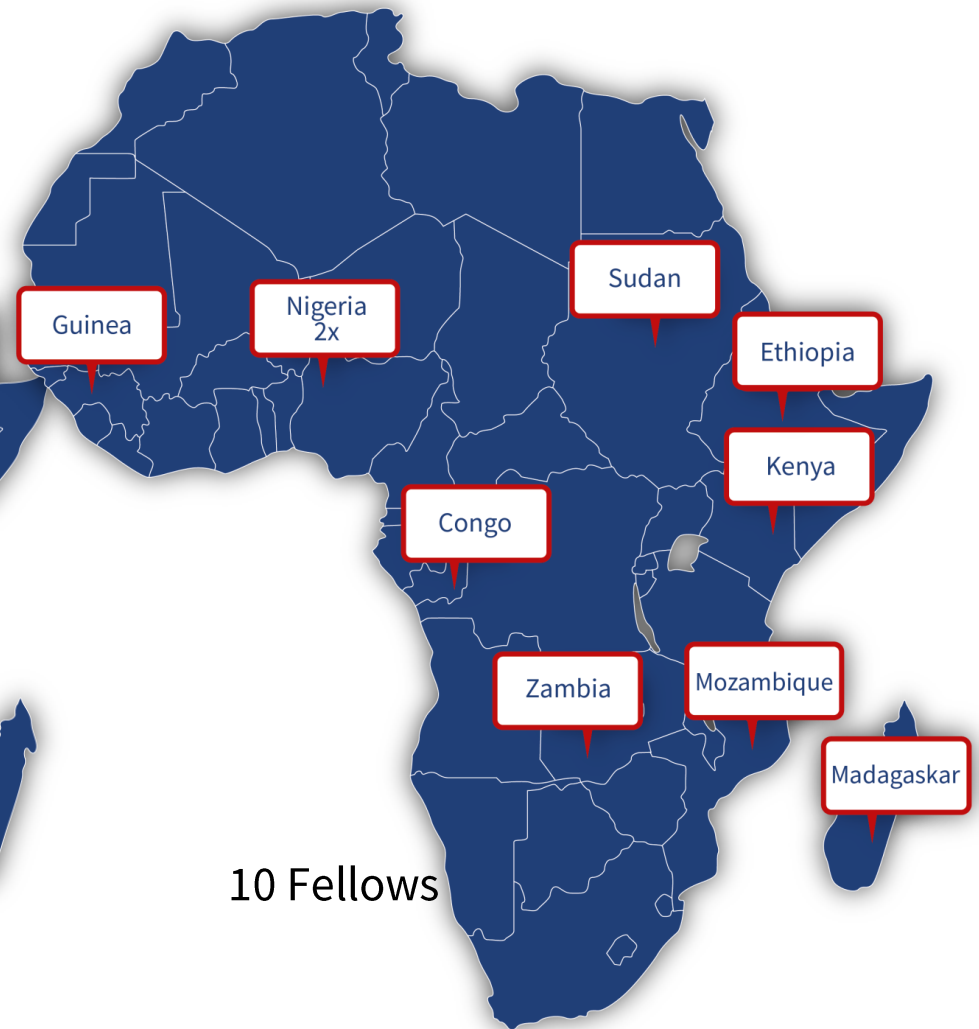 Sudan
Nigeria
2x
Guinea
Ethiopia
Kenya
Congo
Zambia
Mozambique
Madagaskar
10 Fellows